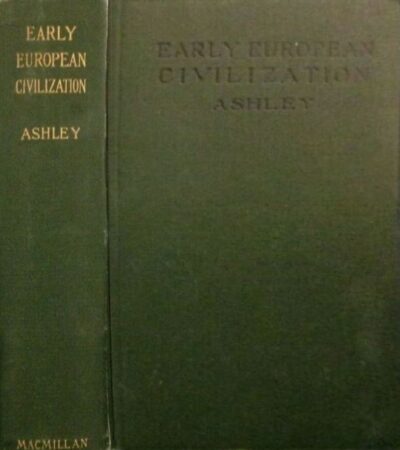 EARLY
EUROPEAN
CIVILIZATION
ASHLEY
MACMILLAN
EARLY EUROPEAN
CIVILIZATION
ASHLEY